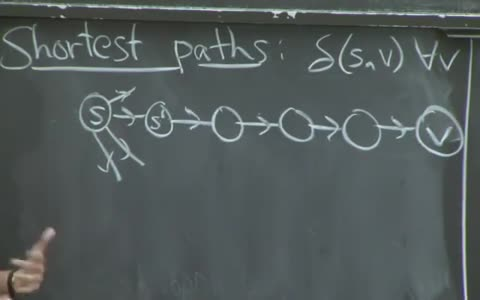 Shortest paths: δ(s,v) ∀v
s s' v